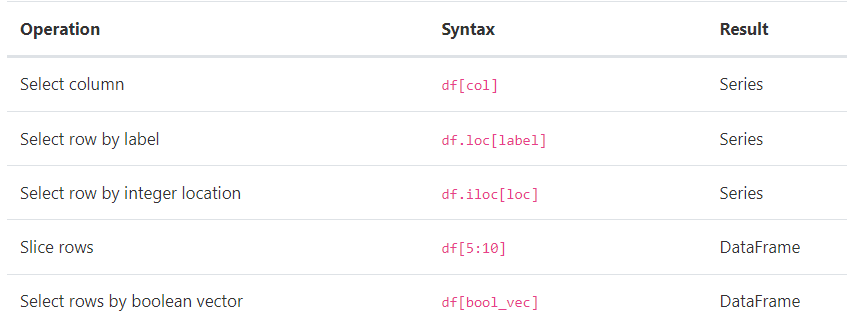 Operation Syntax Result
Select column df[col] Series
Select row by label df.loc[label] Series
Select row by integer location df.iloc[loc] Series
Slice rows df[5:10] DataFrame
Select rows by boolean vector df[bool_vec] DataFrame